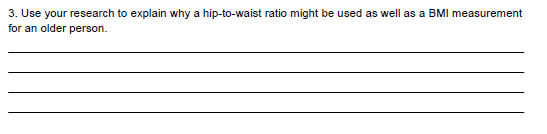 3. Use your research to explain why a hip-to-waist ratio might be used as well as a BMI measurement
for an older person.